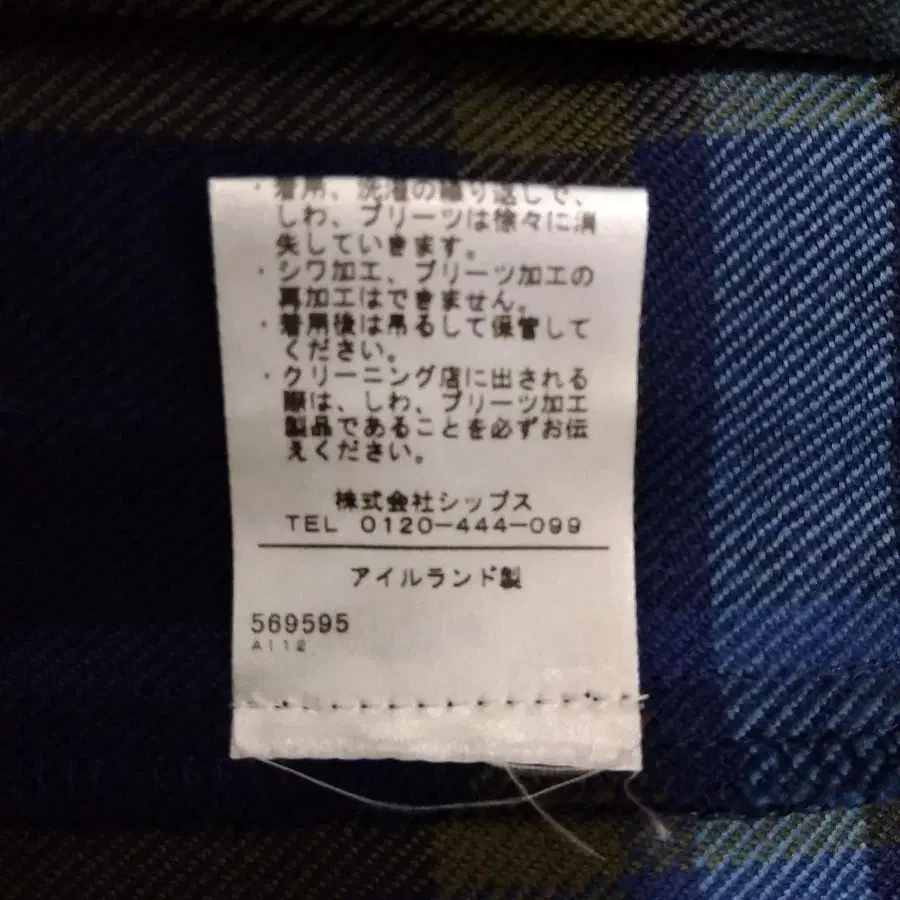 ・着用、洗濯の繰り返しで、
しわ、プリーツは徐々に消
失していきます。
・シワ加工、プリーツ加工の
再加工はできません。
・着用後は吊るして保管して
ください。
・クリーニング店に出される
際は、しわ、プリーツ加工
製品であることを必ずお伝
えください。
株式会社シップス
TEL 0120-444-099
アイルランド製
569595
AI12